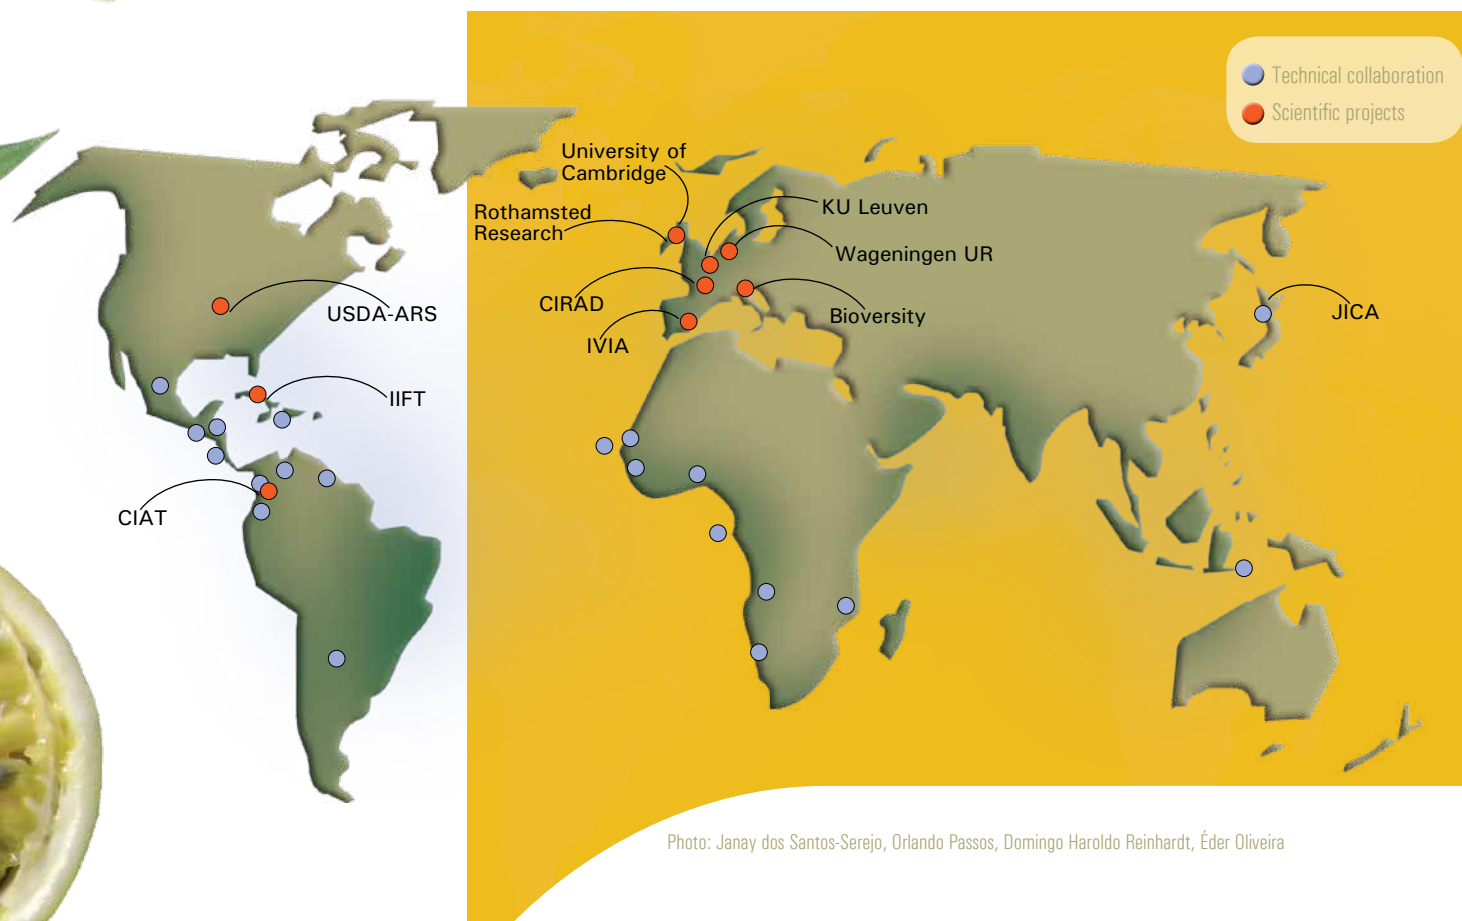 Technical collaboration
Scientific projects
University of
Cambridge
Rothamsted
Research
KU Leuven
Wageningen UR
CIRAD
USDA-ARS
Bioversity
JICA
IVIA
IIFT
CIAT
Photo: Janay dos Santos-Serejo, Orlando Passos, Domingo Haroldo Reinhardt, Éder Oliveira